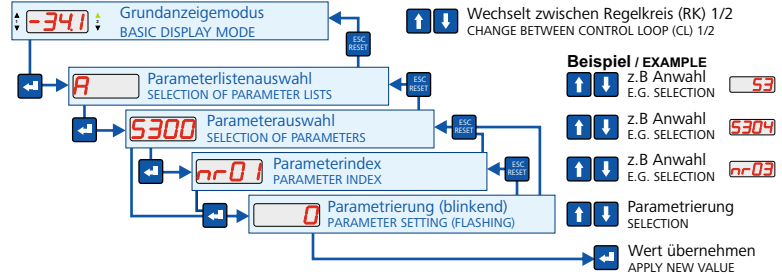 -34.1 Grundanzeigemodus
BASIC DISPLAY MODE
1
2
ESC RESET
Wechselt zwischen Regelkreis (RK) 1/2
CHANGE BETWEEN CONTROL LOOP (CL) 1/2
A Parameterlistenauswahl
SELECTION OF PARAMETER LISTS
ESC RESET
S300 Parameterauswahl
SELECTION OF PARAMETERS
ESC RESET
nr01 Parameterindex
PARAMETER INDEX
ESC RESET
0 Parametrierung (blinkend)
PARAMETER SETTING (FLASHING)
Beispiel / EXAMPLE
z.B Anwahl
E.G. SELECTION
S3
z.B Anwahl
E.G. SELECTION
S304
z.B Anwahl
E.G. SELECTION
nr03
Parametrierung
SELECTION
Wert übernehmen
APPLY NEW VALUE